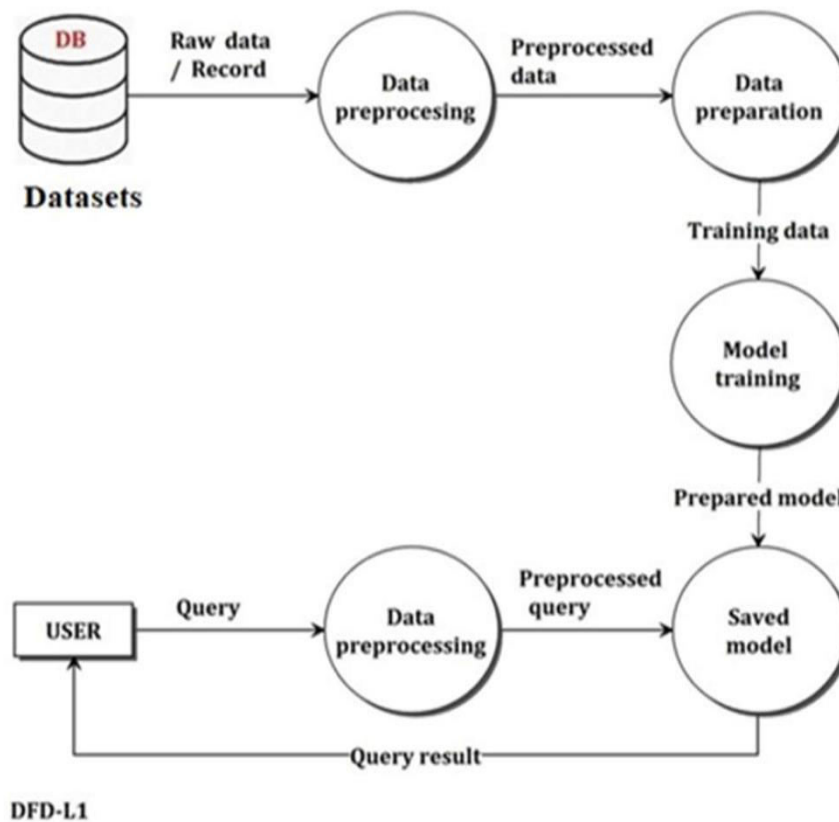 DB
Raw data
/ Record
Data
preprocesing
Preprocessed
data
Data
preparation
Datasets
Training data
Model
training
Prepared model
USER
Query
Data
preprocessing
Preprocessed
query
Saved
model
Query result
DFD-L1